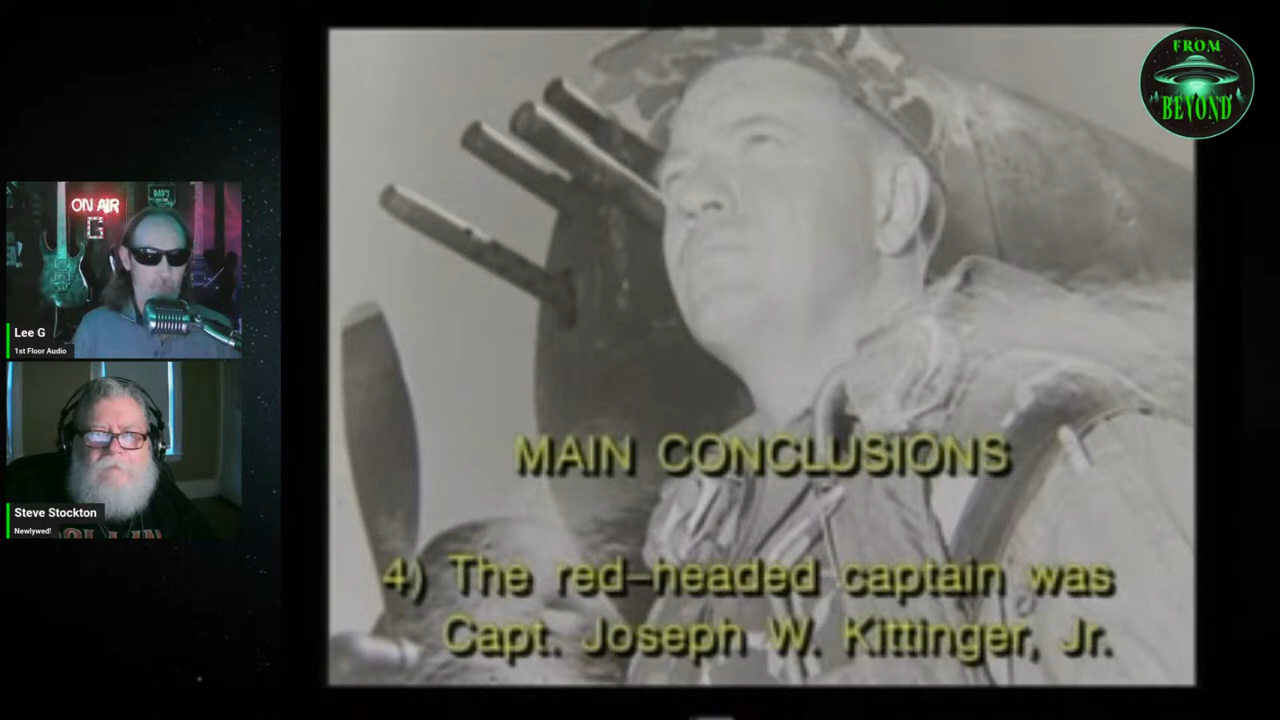 FROM
BEYOND
ON AIR
G
DAD'S
Lee G
1st Floor Audio
Steve Stockton
Newlywed!
MAIN CONCLUSIONS
4) The red-headed captain was
Capt. Joseph W. Kittinger, Jr.